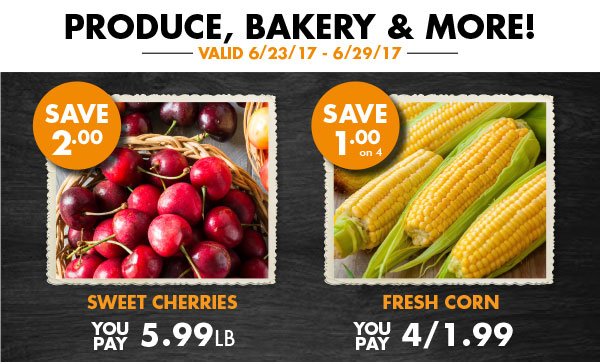 PRODUCE, BAKERY & MORE!
VALID 6/23/17 - 6/29/17
SAVE
2.00
SWEET CHERRIES
YOU PAY 5.99LB
SAVE
1.00
on 4
FRESH CORN
YOU PAY 4/1.99